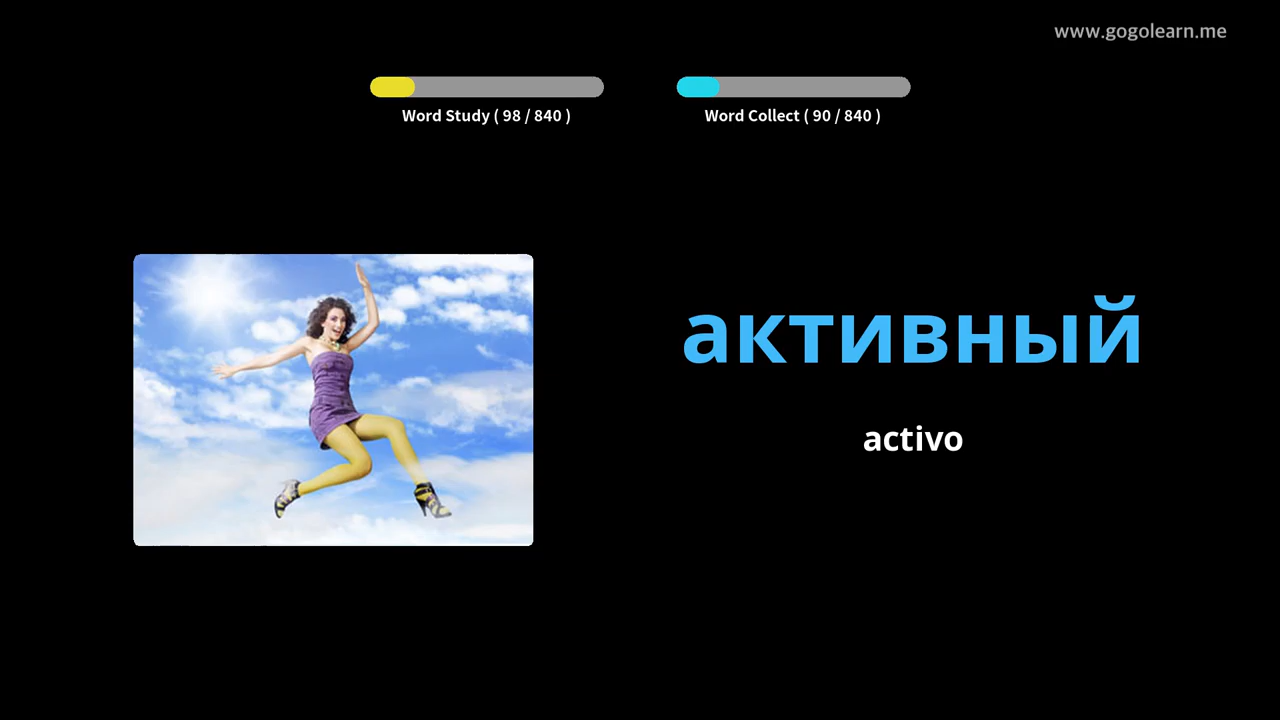 www.gogolearn.me
Word Study ( 98 / 840 )
Word Collect ( 90 / 840 )
активный
activo